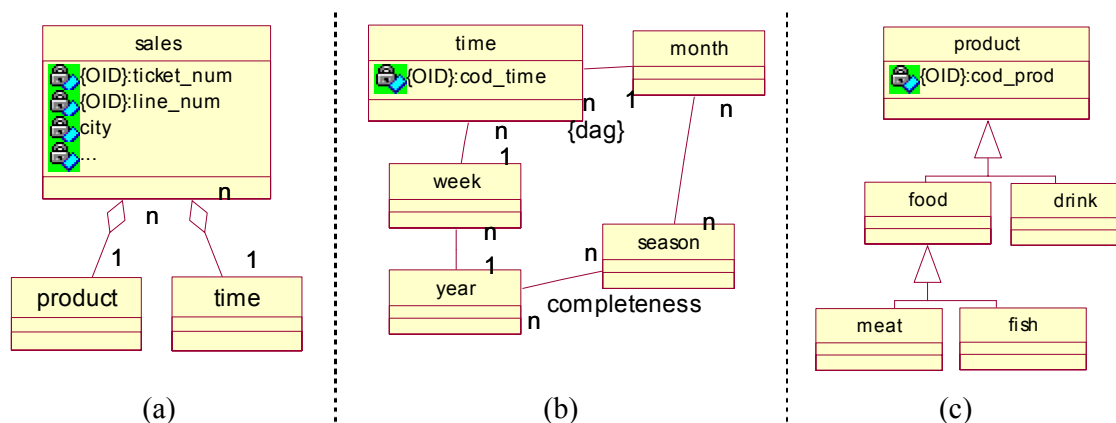 sales
{OID}:ticket_num
{OID}:line_num
city
...
n
n
1
1
product
time
(a)
time
{OID}:cod_time
month
n
1
{dag}
n
n
1
week
n
1
year
n
season
n
n
completeness
(b)
product
{OID}:cod_prod
food
drink
meat
fish
(c)